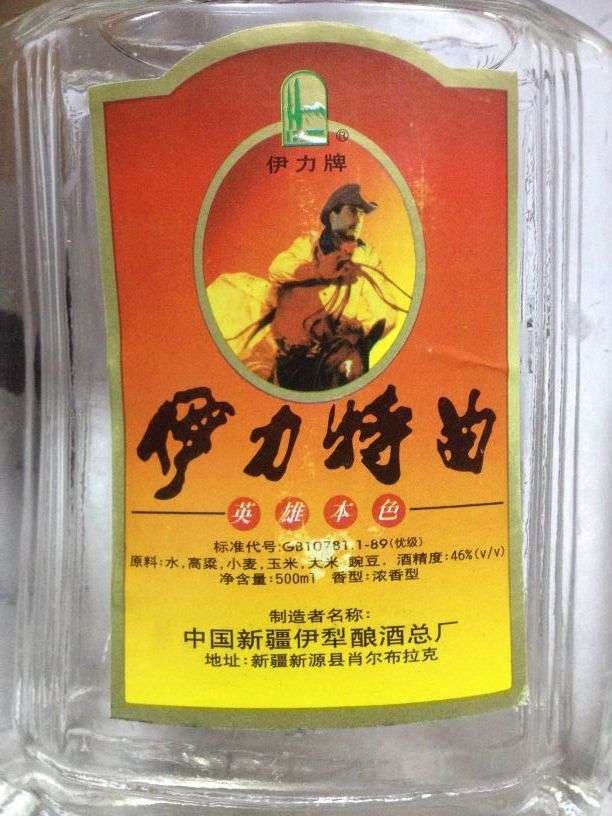 ®
伊力牌
伊力特曲
英雄本色
标准代号:GB10781.1-89(优级)
原料:水,高粱,小麦,玉米,大米 豌豆. 酒精度:46%(v/v)
净含量:500ml 香型:浓香型
制造者名称:
中国新疆伊犁酿酒总厂
地址:新疆新源县肖尔布拉克